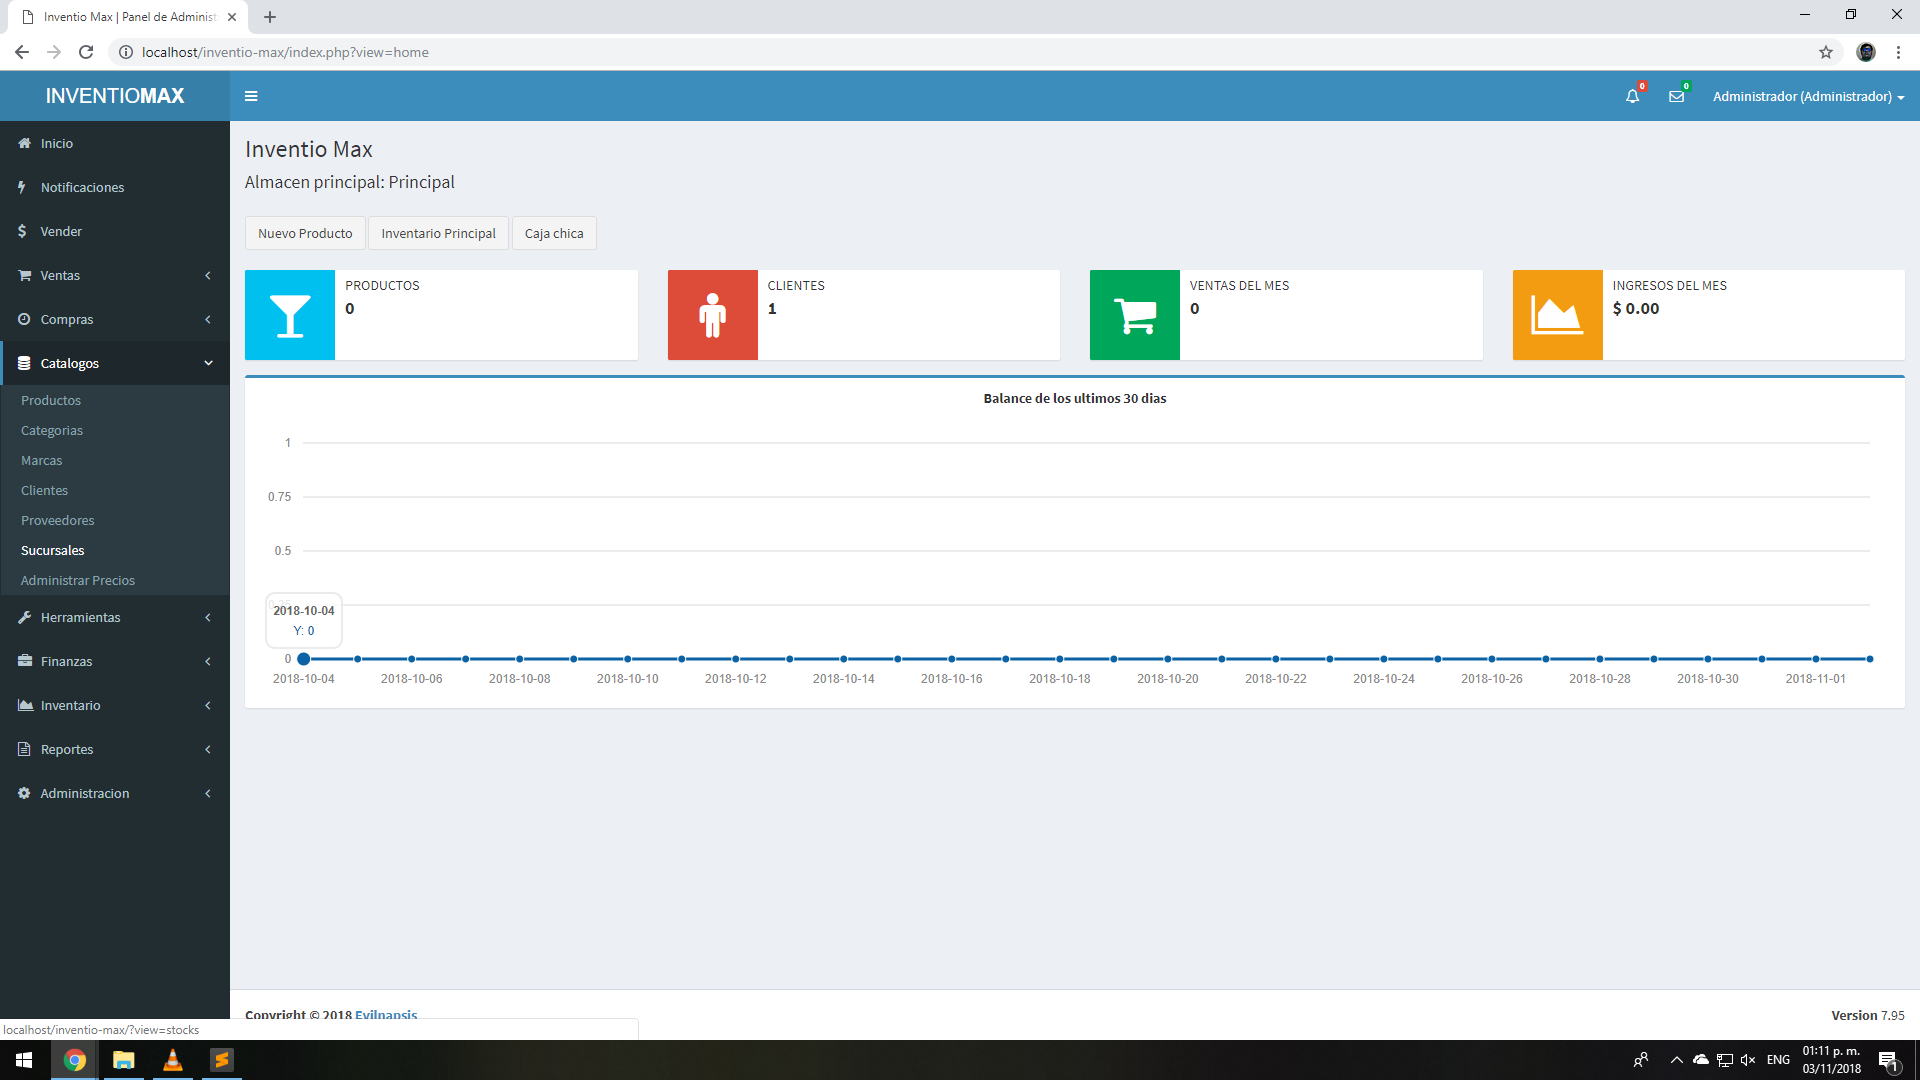 Inventio Max | Panel de Administ
localhost/inventio-max/index.php?view=home
INVENTIOMAX
0
0
Administrador (Administrador)
Inicio
Notificaciones
Vender
Ventas
Compras
Catalogos
Productos
Categorias
Marcas
Clientes
Proveedores
Sucursales
Administrar Precios
Herramientas
Finanzas
Inventario
Reportes
Administracion
Inventio Max
Almacen principal: Principal
Nuevo Producto
Inventario Principal
Caja chica
PRODUCTOS
0
CLIENTES
1
VENTAS DEL MES
0
INGRESOS DEL MES
$ 0.00
Balance de los ultimos 30 dias
1
0.75
0.5
0.25
0
2018-10-04
Y: 0
2018-10-04
2018-10-06
2018-10-08
2018-10-10
2018-10-12
2018-10-14
2018-10-16
2018-10-18
2018-10-20
2018-10-22
2018-10-24
2018-10-26
2018-10-28
2018-10-30
2018-11-01
Copyright © 2018 Evilnapsis
Version 7.95
localhost/inventio-max/?view=stocks
ENG
01:11 p. m.
03/11/2018
1